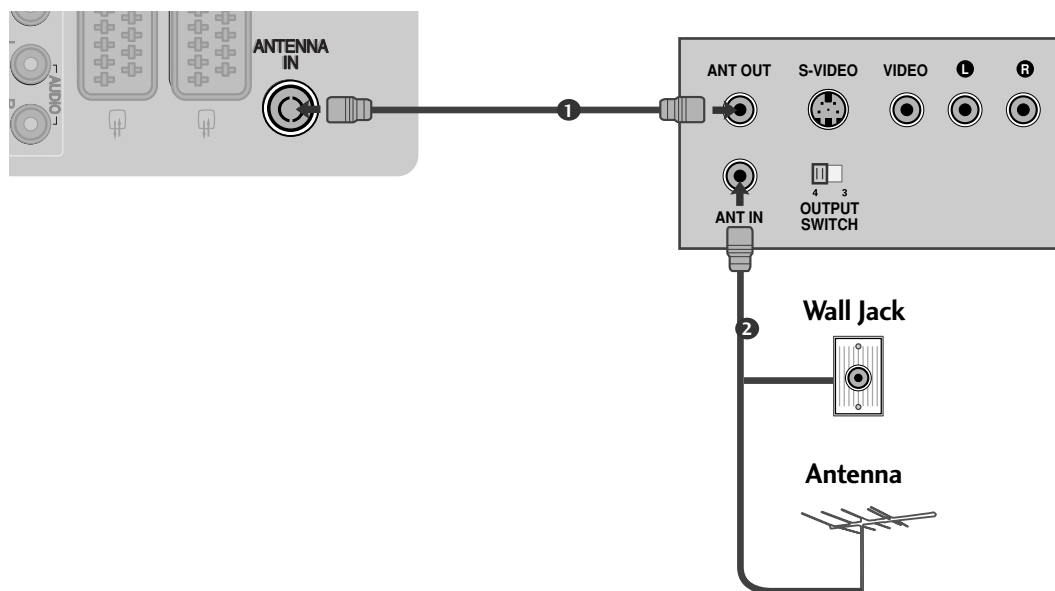 ANTENNA
IN
AUDIO
ANT OUT
S-VIDEO
VIDEO
L
R
1
ANT IN
4 3
OUTPUT
SWITCH
2
Wall Jack
Antenna